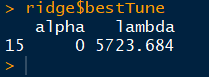 > ridge$bestTune
   alpha   lambda
15     0 5723.684
>